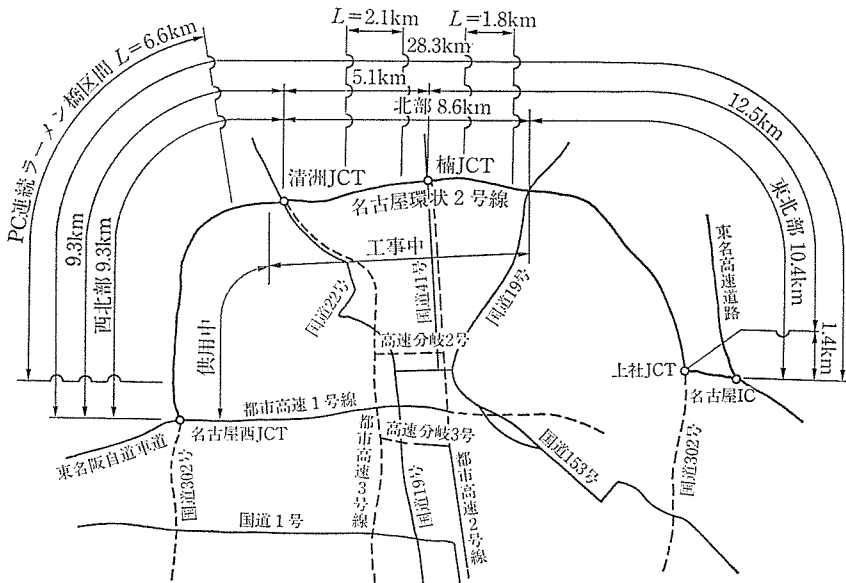 L=2.1km
L=1.8km
28.3km
5.1km
北部 8.6km
PC連続ラーメン橋区間 L=6.6km
12.5km
清洲JCT
楠JCT
名古屋環状2号線
東北部 10.4km
9.3km
西北部 9.3km
工事中
東名高速道路
国道22号
国道41号
国道19号
供用中
高速分岐2号
1.4km
上社JCT
名古屋IC
都市高速1号線
名古屋西JCT
東名阪自道車道
高速分岐3号
国道302号
都市高速3号線
国道19号
都市高速2号線
国道153号
国道302号
国道1号